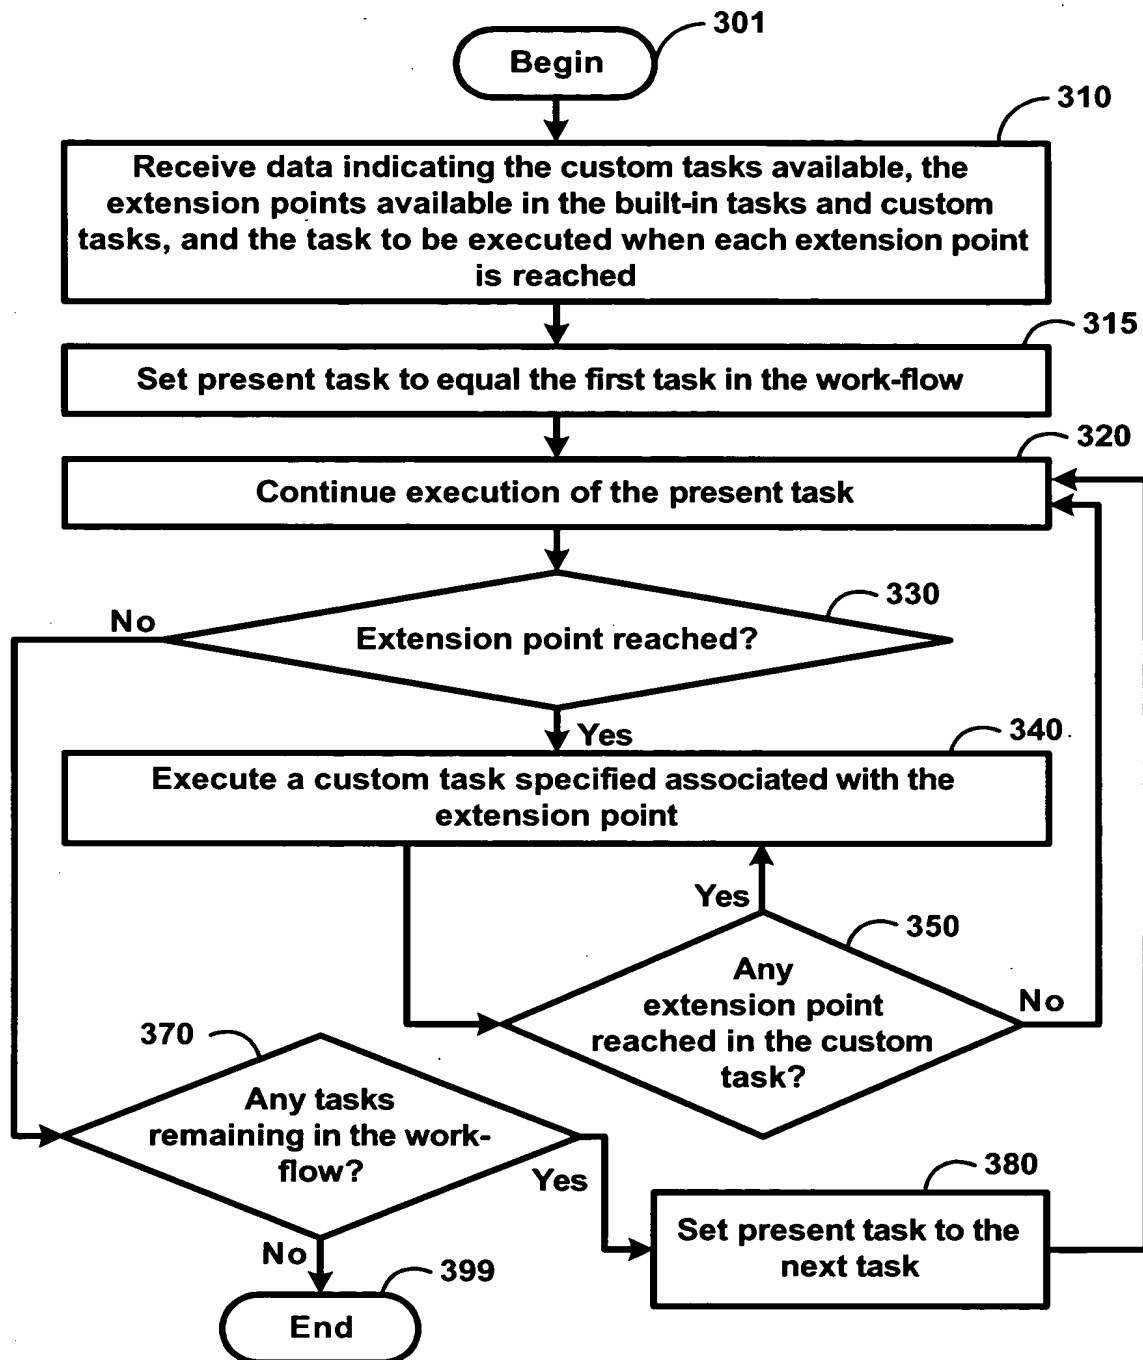 301
Begin
310
Receive data indicating the custom tasks available, the
extension points available in the built-in tasks and custom
tasks, and the task to be executed when each extension point
is reached
315
Set present task to equal the first task in the work-flow
320
Continue execution of the present task
330
No
Extension point reached?
Yes
340
Execute a custom task specified associated with the
extension point
Yes
350
Any
extension point
reached in the custom
task?
No
370
Any tasks
remaining in the work-
flow?
Yes
380
Set present task to the
next task
No
399
End